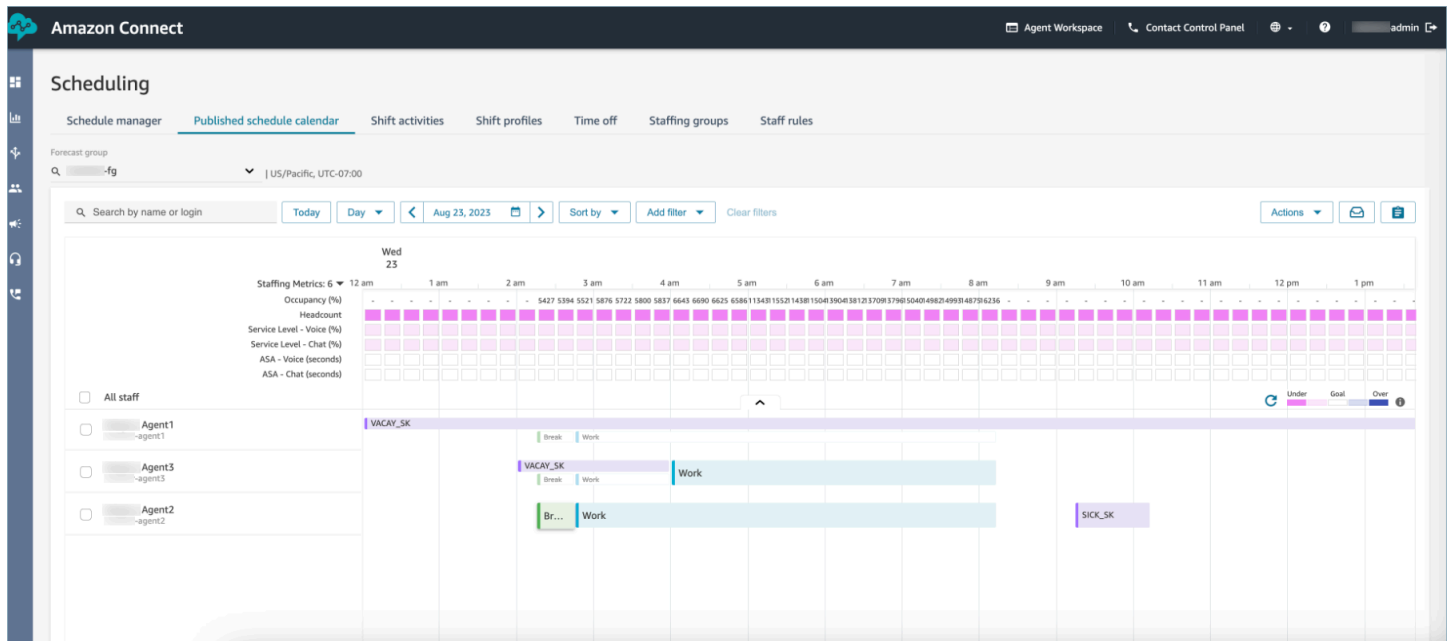 Amazon Connect
Agent Workspace Contact Control Panel admin
Scheduling
Schedule manager Published schedule calendar Shift activities Shift profiles Time off Staffing groups Staff rules
Forecast group
-fg | US/Pacific, UTC-07:00
Search by name or login Today Day Aug 23, 2023 Sort by Add filter Clear filters Actions
Wed
23
Staffing Metrics: 6 12 am 1 am 2 am 3 am 4 am 5 am 6 am 7 am 8 am 9 am 10 am 11 am 12 pm 1 pm
Occupancy (%) - - - - - - - - - 5427 5394 5521 5876 5722 5800 5837 6643 6690 6625 6586
Headcount
Service Level - Voice (%)
Service Level - Chat (%)
ASA - Voice (seconds)
ASA - Chat (seconds)
All staff Under Goal Over
Agent1 VACAY_SK
-agent1 Break Work
Agent3 VACAY_SK Work
-agent3 Break Work
Agent2 Br... Work SICK_SK
-agent2